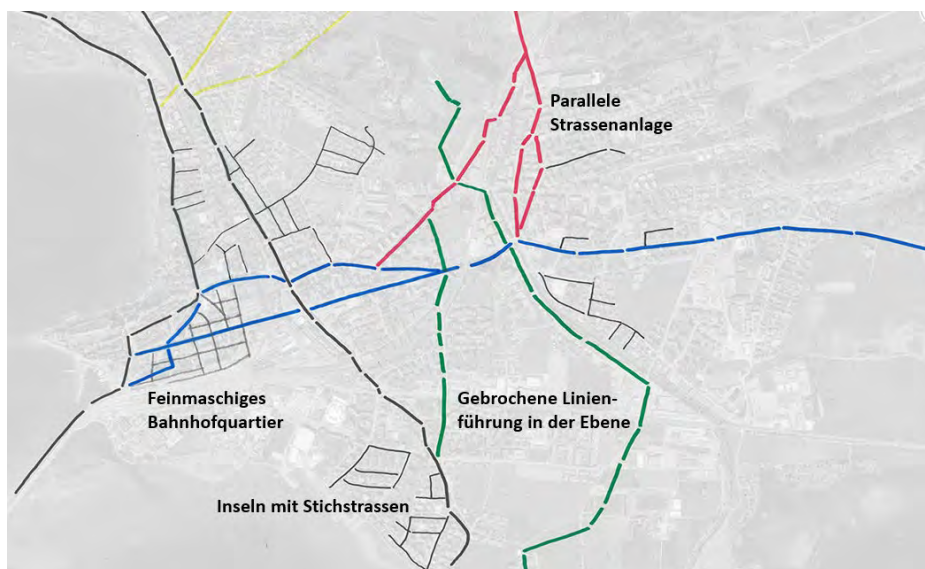 Parallele
Strassenanlage
Feinmaschiges
Bahnhofquartier
Gebrochene Linien-
führung in der Ebene
Inseln mit Stichstrassen